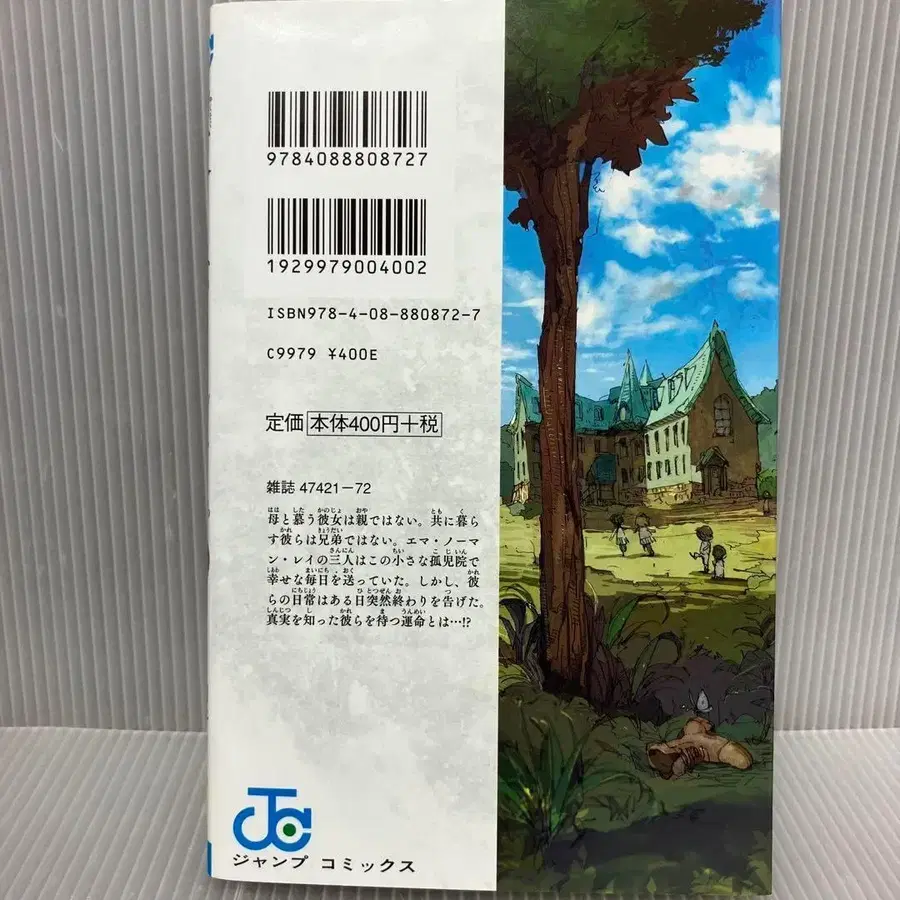 9784088808727
1929979004002
ISBN978-4-08-880872-7
C9979 ¥400E
定価 本体400円+税
雑誌 47421-72
母と慕う彼女は親ではない。共に暮ら
す彼らは兄弟ではない。エマ・ノーマ
ン・レイの三人はこの小さな孤児院で
幸せな毎日を送っていた。しかし、彼
らの日常はある日突然終わりを告げた。
真実を知った彼らを待つ運命とは…!?
ジャンプ コミックス